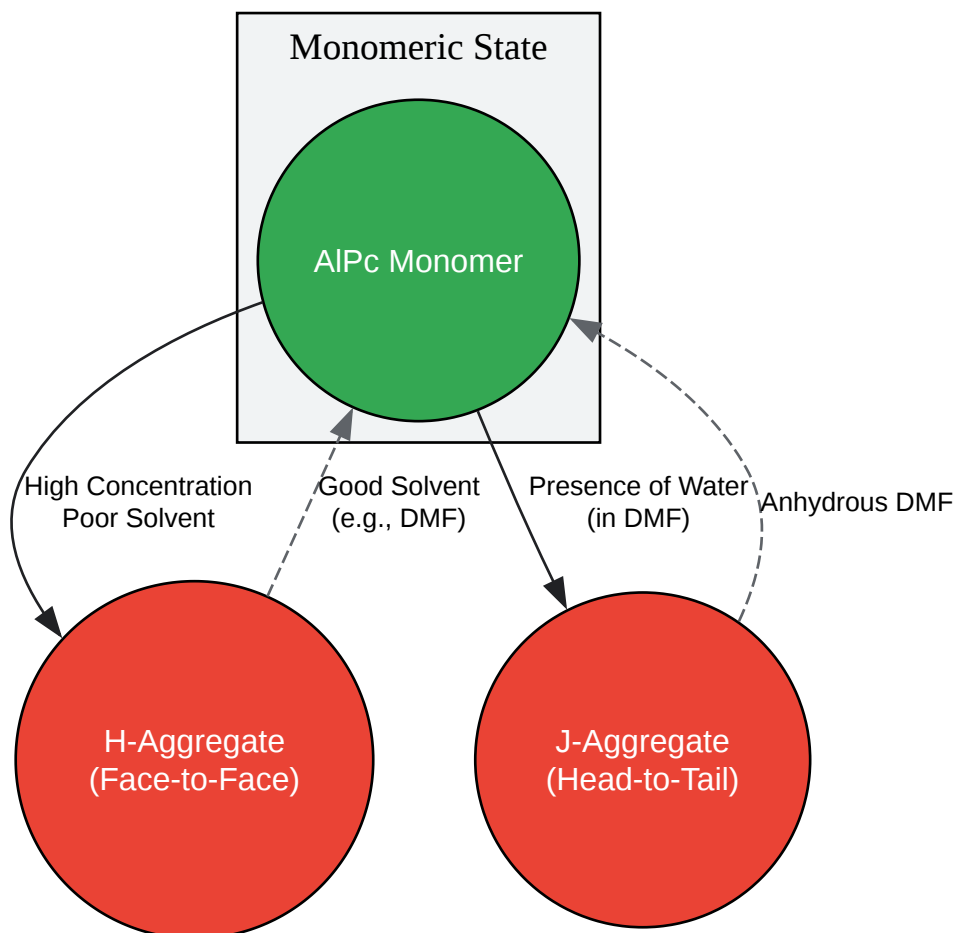 Monomeric State
AlPc Monomer
High Concentration
Poor Solvent
Good Solvent
(e.g., DMF)
Presence of Water
(in DMF)
Anhydrous DMF
H-Aggregate
(Face-to-Face)
J-Aggregate
(Head-to-Tail)